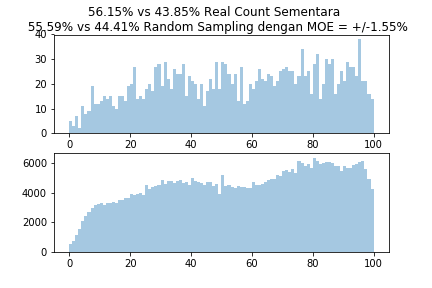 56.15% vs 43.85% Real Count Sementara
55.59% vs 44.41% Random Sampling dengan MOE = +/-1.55%
40
30
20
10
0
0 20 40 60 80 100
6000
4000
2000
0
0 20 40 60 80 100